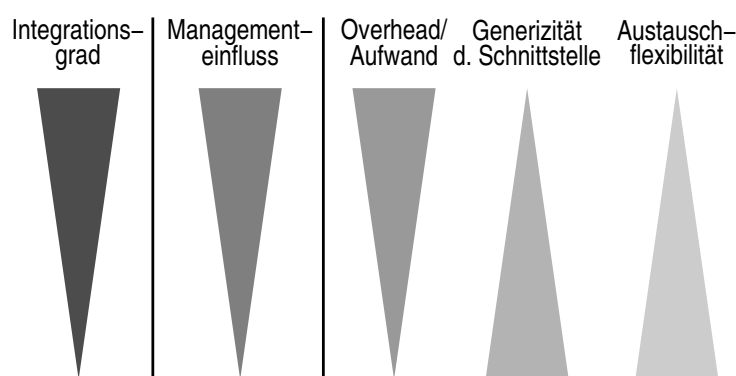 Integrations–
grad
Management–
einfluss
Overhead/
Aufwand
Generizität
d. Schnittstelle
Austausch–
flexibilität